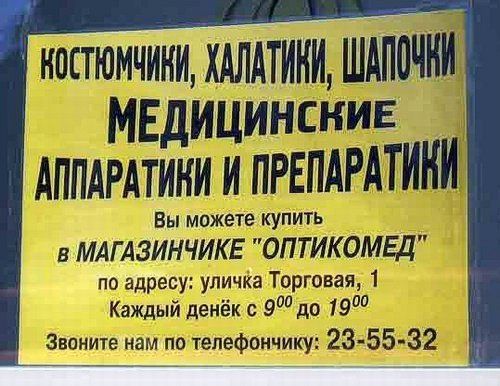 КОСТЮМЧИКИ, ХАЛАТИКИ, ШАПОЧКИ
МЕДИЦИНСКИЕ
АППАРАТИКИ И ПРЕПАРАТИКИ
Вы можете купить
в МАГАЗИНЧИКЕ "ОПТИКОМЕД"
по адресу: уличка Торговая, 1
Каждый денёк с 9⁰⁰ до 19⁰⁰
Звоните нам по телефончику: 23-55-32